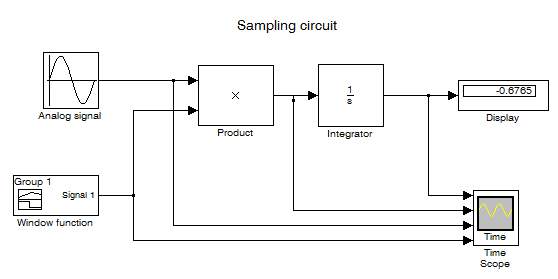 Sampling circuit
Analog signal
×
Product
1
s
Integrator
-0.6765
Display
Group 1
Signal 1
Window function
Time
Time
Scope